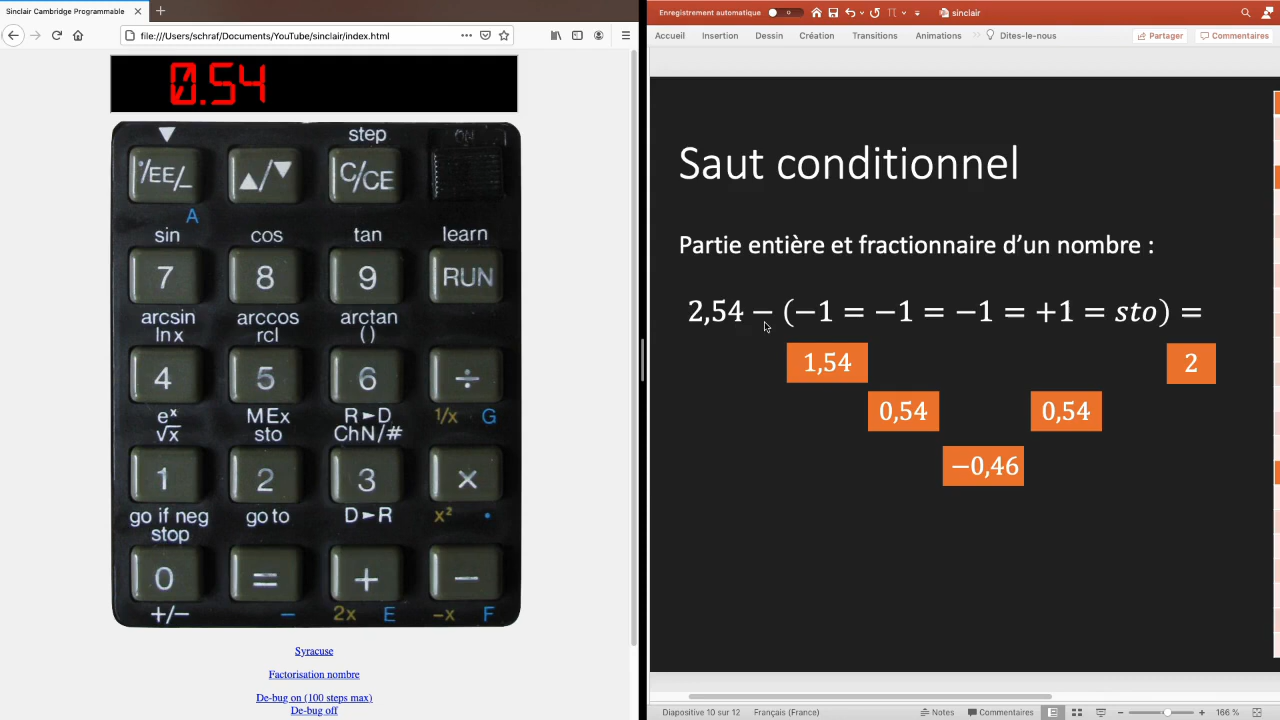 Sinclair Cambridge Programmable
file:///Users/schraf/Documents/YouTube/sinclair/index.html
0.54
step
ON
•/EE/_
▲/▼
C/CE
A
sin cos tan learn
7 8 9 RUN
arcsin arccos arctan
ln x rcl ( )
4 5 6 ÷
eˣ MEx R►D 1/x G
√x sto ChN/#
1 2 3 ×
go if neg go to D►R x² •
stop
0 = + −
+/− − 2x E −x F
Syracuse
Factorisation nombre
De-bug on (100 steps max)
De-bug off
Enregistrement automatique sinclair
Accueil Insertion Dessin Création Transitions Animations Dites-le-nous Partager Commentaires
Saut conditionnel
Partie entière et fractionnaire d’un nombre :
2,54 − (−1 = −1 = −1 = +1 = sto) =
1,54 2
0,54 0,54
−0,46
Diapositive 10 sur 12 Français (France) Notes Commentaires 166 %